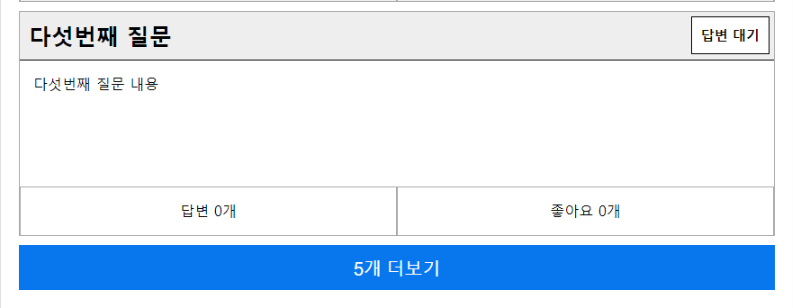 다섯번째 질문
답변 대기
다섯번째 질문 내용
답변 0개
좋아요 0개
5개 더보기